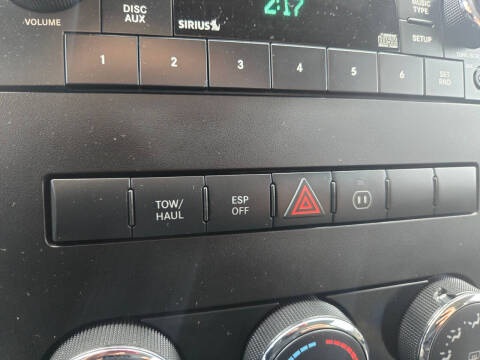 VOLUME
DISC
AUX
SIRIUS
2:17
MUSIC
TYPE
SETUP
1 2 3 4 5 6
SET
RND
TOW/
HAUL
ESP
OFF